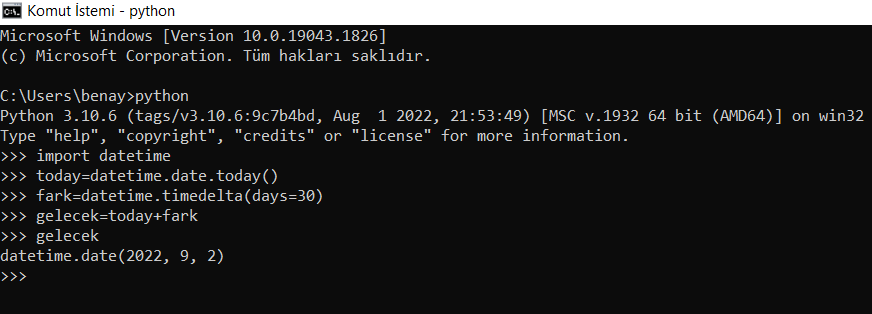 Komut İstemi - python
Microsoft Windows [Version 10.0.19043.1826]
(c) Microsoft Corporation. Tüm hakları saklıdır.
C:\Users\benay>python
Python 3.10.6 (tags/v3.10.6:9c7b4bd, Aug  1 2022, 21:53:49) [MSC v.1932 64 bit (AMD64)] on win32
Type "help", "copyright", "credits" or "license" for more information.
>>> import datetime
>>> today=datetime.date.today()
>>> fark=datetime.timedelta(days=30)
>>> gelecek=today+fark
>>> gelecek
datetime.date(2022, 9, 2)
>>>